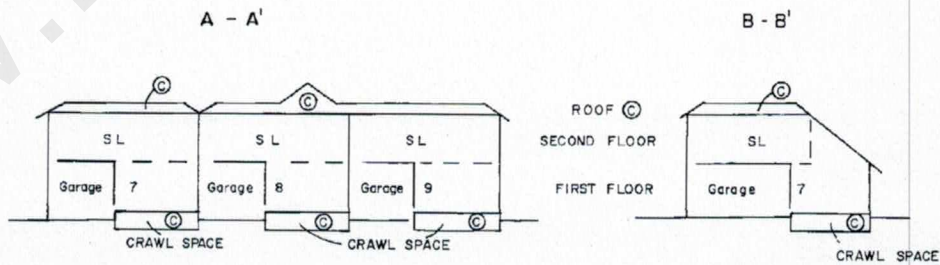 A - A'
B - B'
C
C
C
ROOF C
SL
SL
SL
SECOND FLOOR
SL
Garage 7
Garage 8
Garage 9
FIRST FLOOR
Garage 7
C
C
C
C
CRAWL SPACE
CRAWL SPACE
CRAWL SPACE